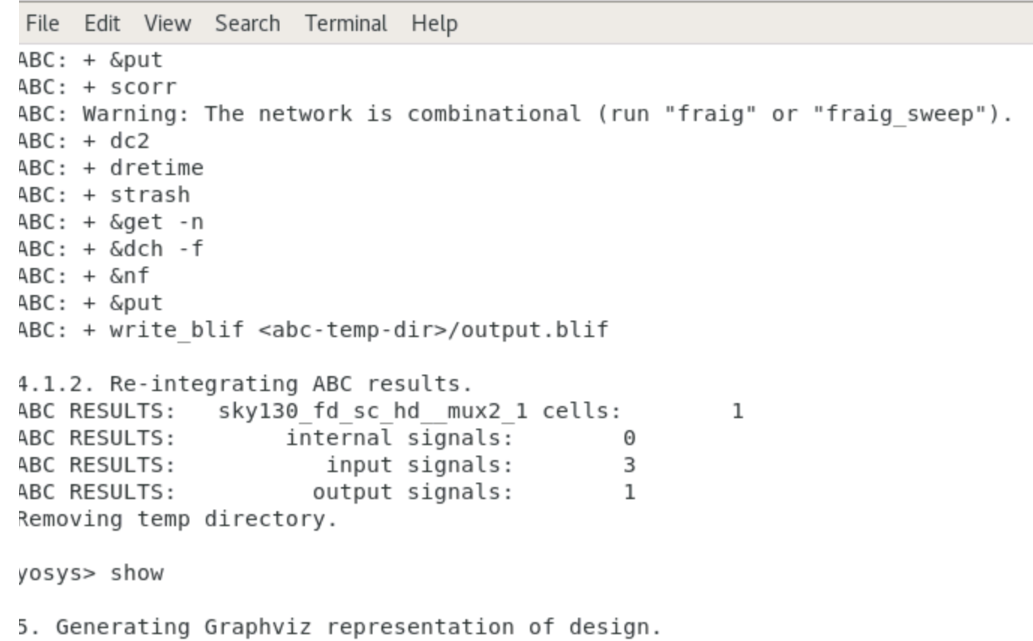 File Edit View Search Terminal Help
ABC: + &put
ABC: + scorr
ABC: Warning: The network is combinational (run "fraig" or "fraig_sweep").
ABC: + dc2
ABC: + dretime
ABC: + strash
ABC: + &get -n
ABC: + &dch -f
ABC: + &nf
ABC: + &put
ABC: + write_blif <abc-temp-dir>/output.blif

4.1.2. Re-integrating ABC results.
ABC RESULTS:   sky130_fd_sc_hd__mux2_1 cells:        1
ABC RESULTS:        internal signals:        0
ABC RESULTS:           input signals:        3
ABC RESULTS:          output signals:        1
Removing temp directory.

yosys> show

5. Generating Graphviz representation of design.